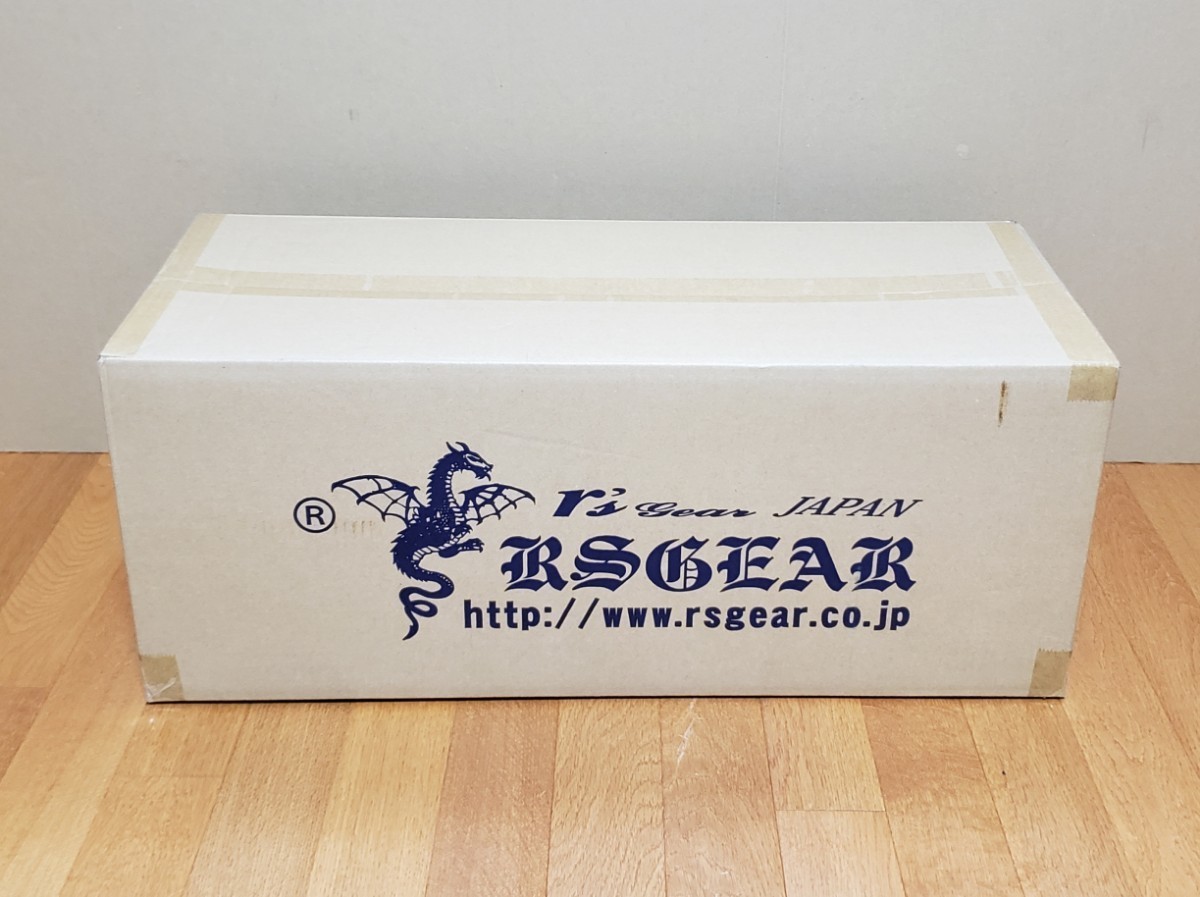 ®
r's Gear JAPAN
RSGEAR
http://www.rsgear.co.jp